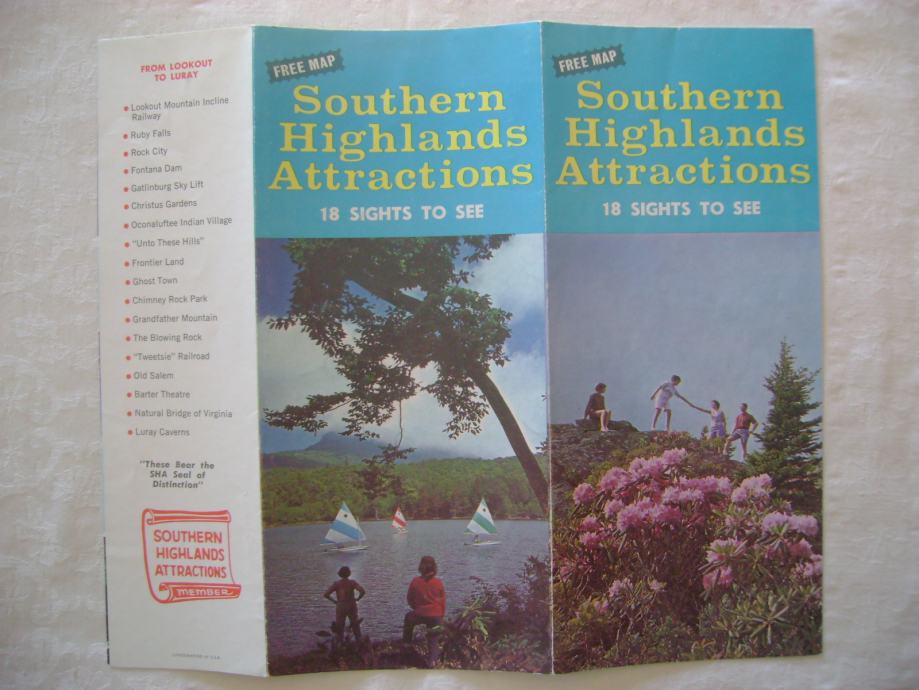 FROM LOOKOUT
TO LURAY
• Lookout Mountain Incline
Railway
• Ruby Falls
• Rock City
• Fontana Dam
• Gatlinburg Sky Lift
• Christus Gardens
• Oconaluftee Indian Village
• "Unto These Hills"
• Frontier Land
• Ghost Town
• Chimney Rock Park
• Grandfather Mountain
• The Blowing Rock
• "Tweetsie" Railroad
• Old Salem
• Barter Theatre
• Natural Bridge of Virginia
• Luray Caverns
"These Bear the
SHA Seal of
Distinction"
SOUTHERN
HIGHLANDS
ATTRACTIONS
MEMBER
FREE MAP
Southern
Highlands
Attractions
18 SIGHTS TO SEE
FREE MAP
Southern
Highlands
Attractions
18 SIGHTS TO SEE